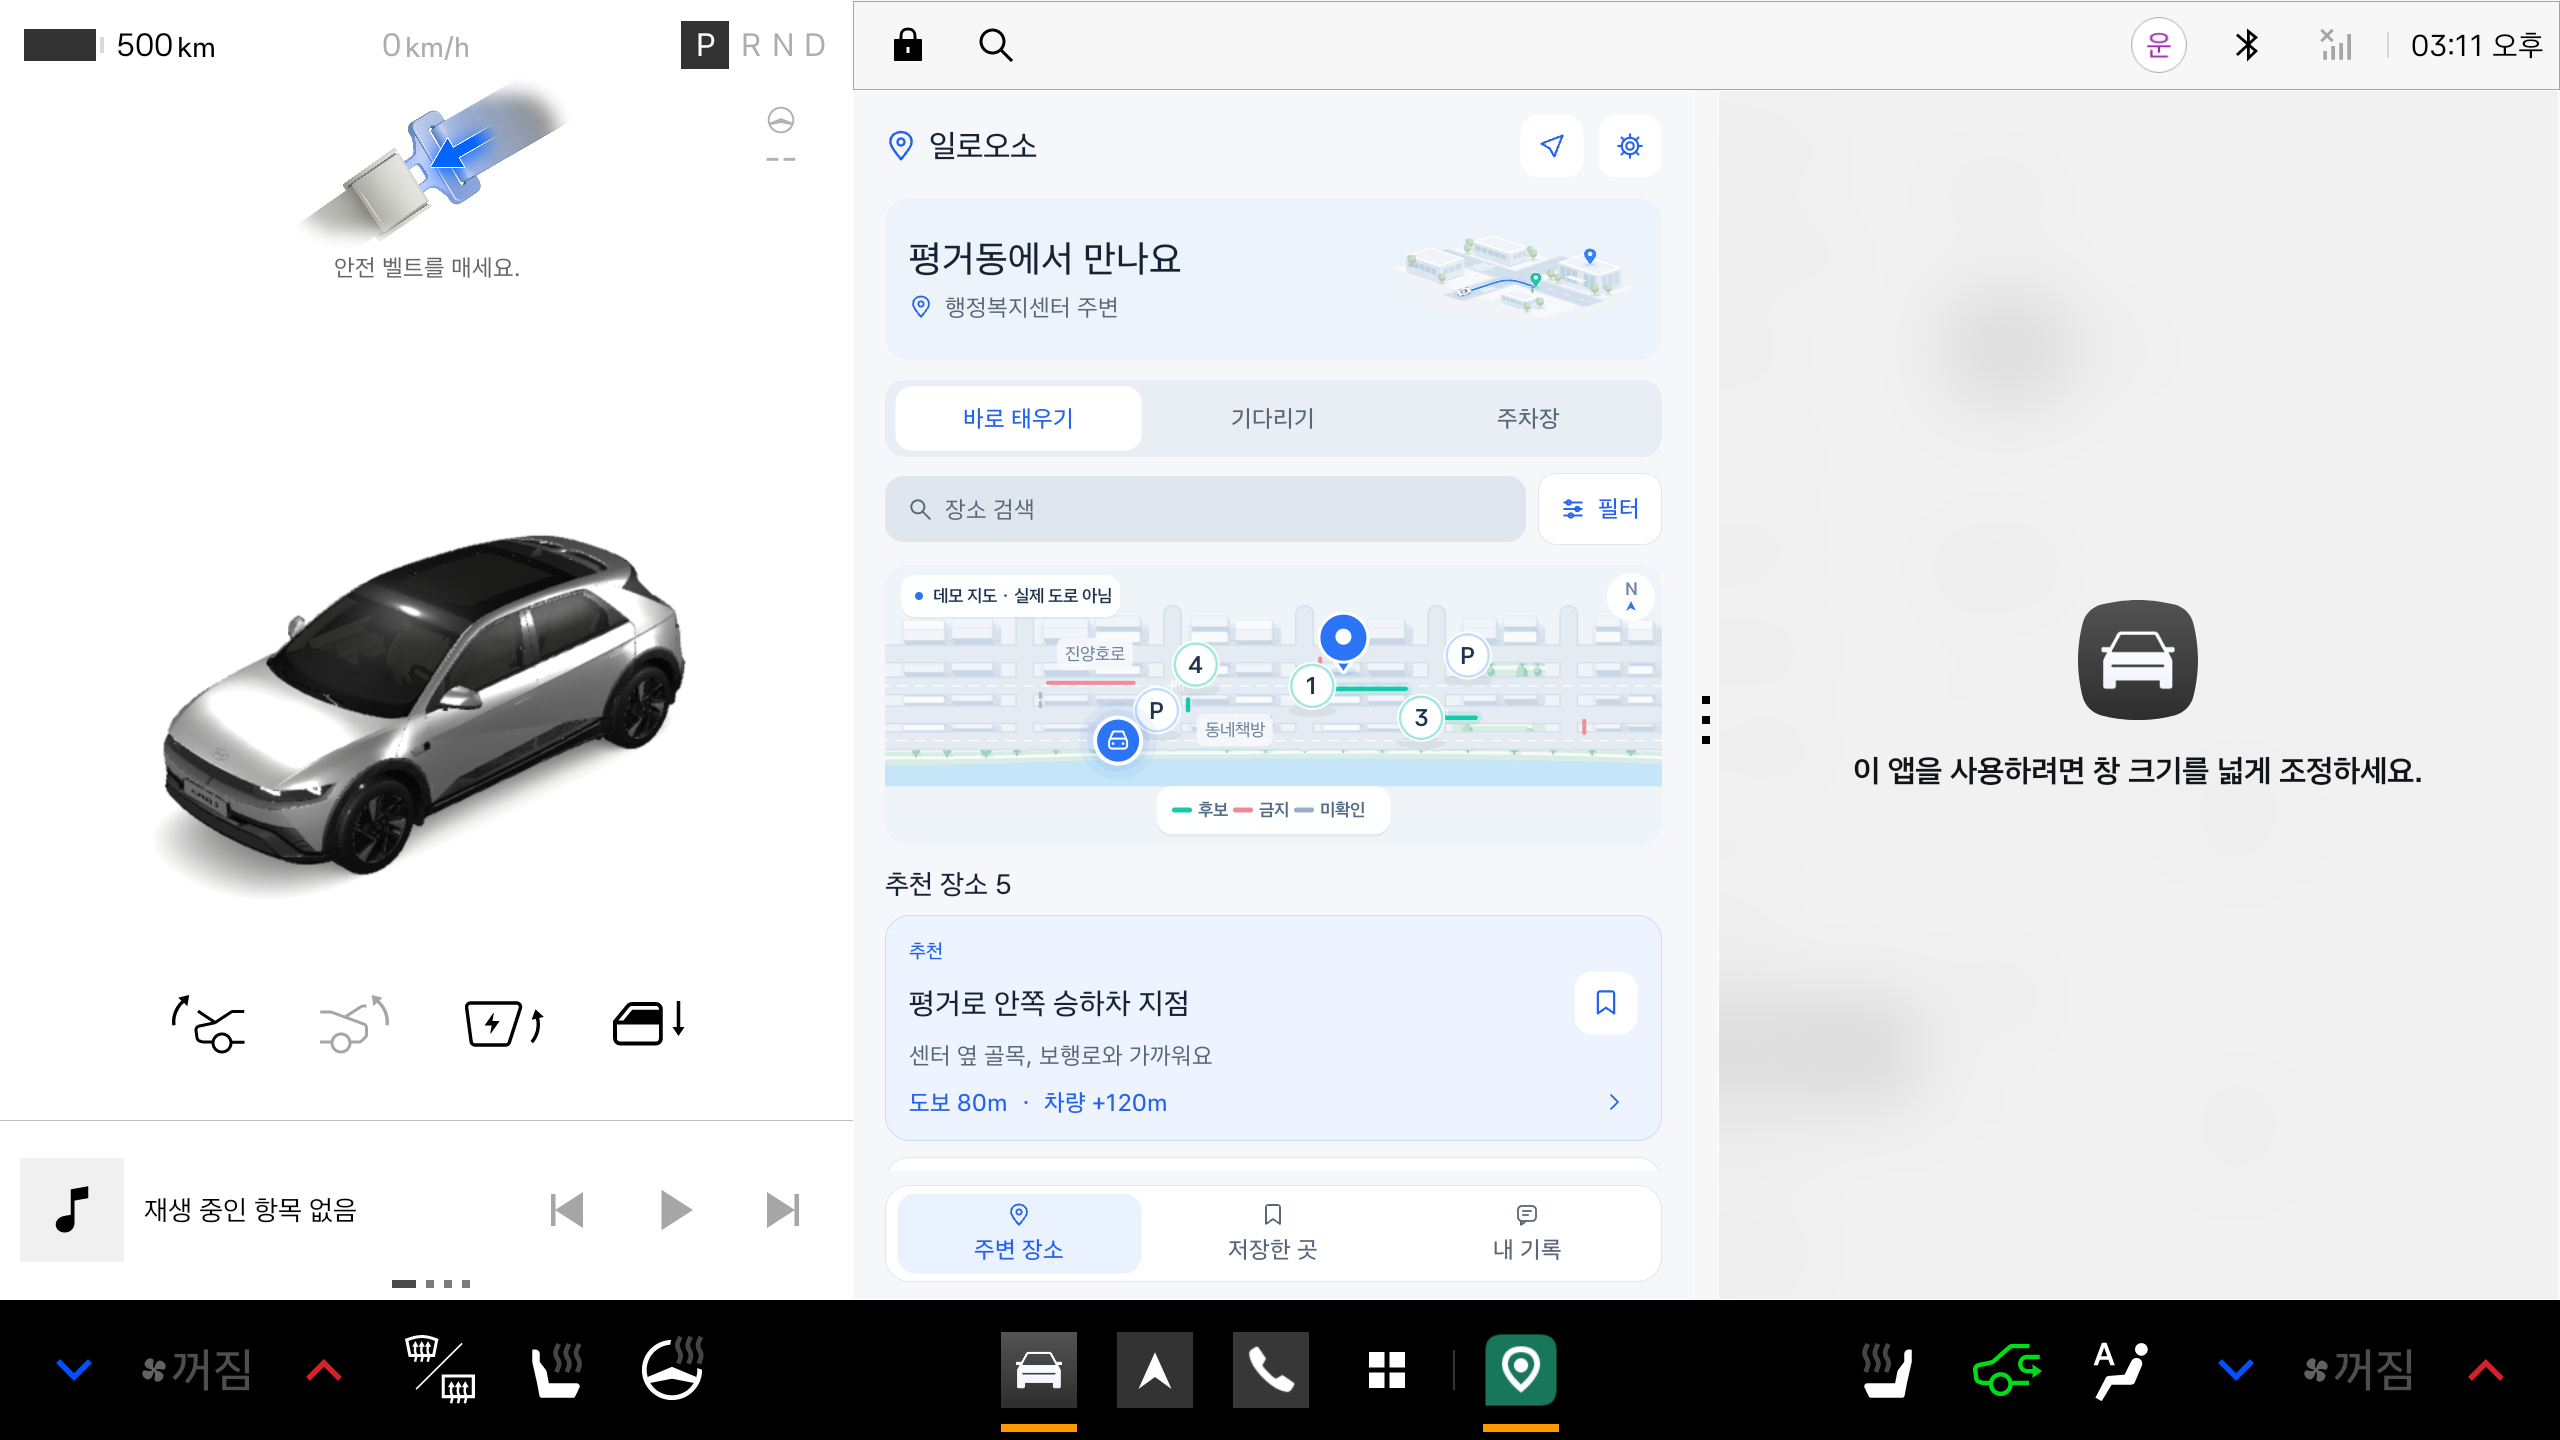 500 km
0 km/h
P R N D
안전 벨트를 매세요.
재생 중인 항목 없음
운
03:11 오후
일로오소
평거동에서 만나요
행정복지센터 주변
바로 태우기
기다리기
주차장
장소 검색
필터
데모 지도 · 실제 도로 아님
N
진양호로
4
1
P
P
3
동네책방
후보 금지 미확인
추천 장소 5
추천
평거로 안쪽 승하차 지점
센터 옆 골목, 보행로와 가까워요
도보 80m · 차량 +120m
주변 장소
저장한 곳
내 기록
이 앱을 사용하려면 창 크기를 넓게 조정하세요.
꺼짐
A
꺼짐